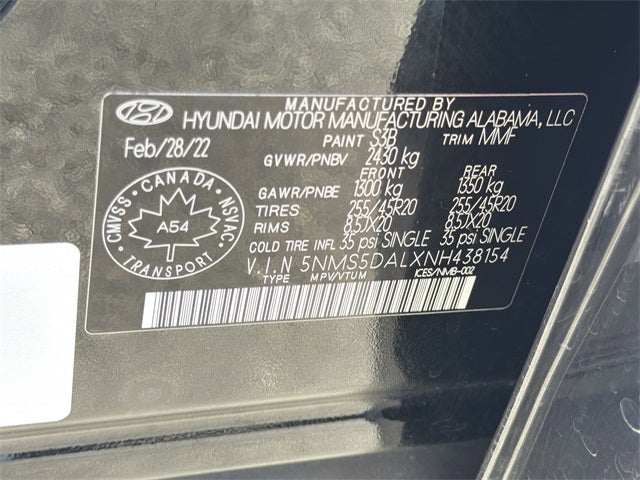 MANUFACTURED BY
HYUNDAI MOTOR MANUFACTURING ALABAMA, LLC
Feb/28/22 PAINT S3B TRIM MMF
GVWR/PNBV 2430 kg
FRONT REAR
GAWR/PNBE 1300 kg 1350 kg
TIRES 255/45R20 255/45R20
RIMS 8.5JX20 8.5JX20
COLD TIRE INFL 35 psi SINGLE 35 psi SINGLE
V.I.N 5NMS5DALXNH438154
TYPE MPV/VTUM ICES/NMB-002
CMVSS • CANADA • NSVAC • TRANSPORT •
A54